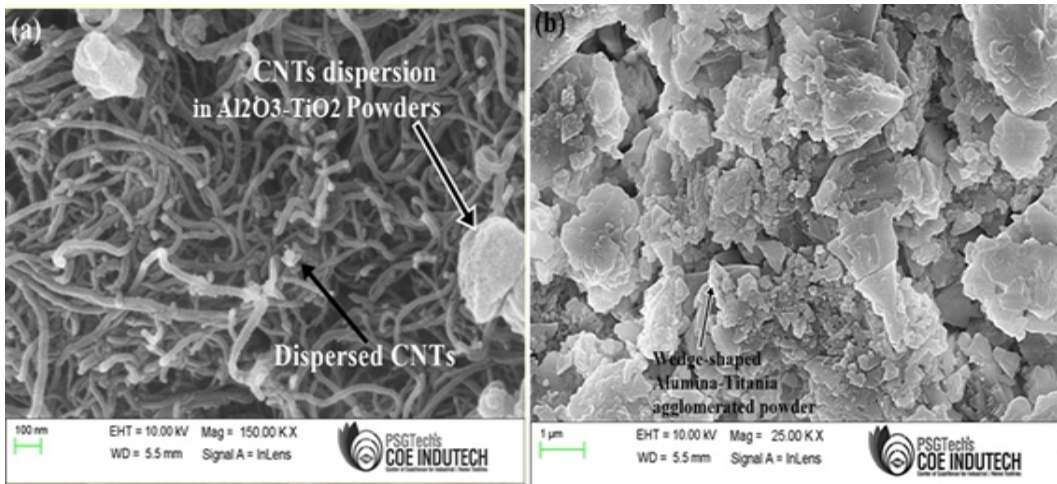 (a)
CNTs dispersion
in Al2O3-TiO2 Powders
Dispersed CNTs
100 nm
EHT = 10.00 kV Mag = 150.00 K X
WD = 5.5 mm Signal A = InLens
PSGTech's
COE INDUTECH
(b)
Wedge-shaped
Alumina-Titania
agglomerated powder
1 µm
EHT = 10.00 kV Mag = 25.00 K X
WD = 5.5 mm Signal A = InLens
PSGTech's
COE INDUTECH